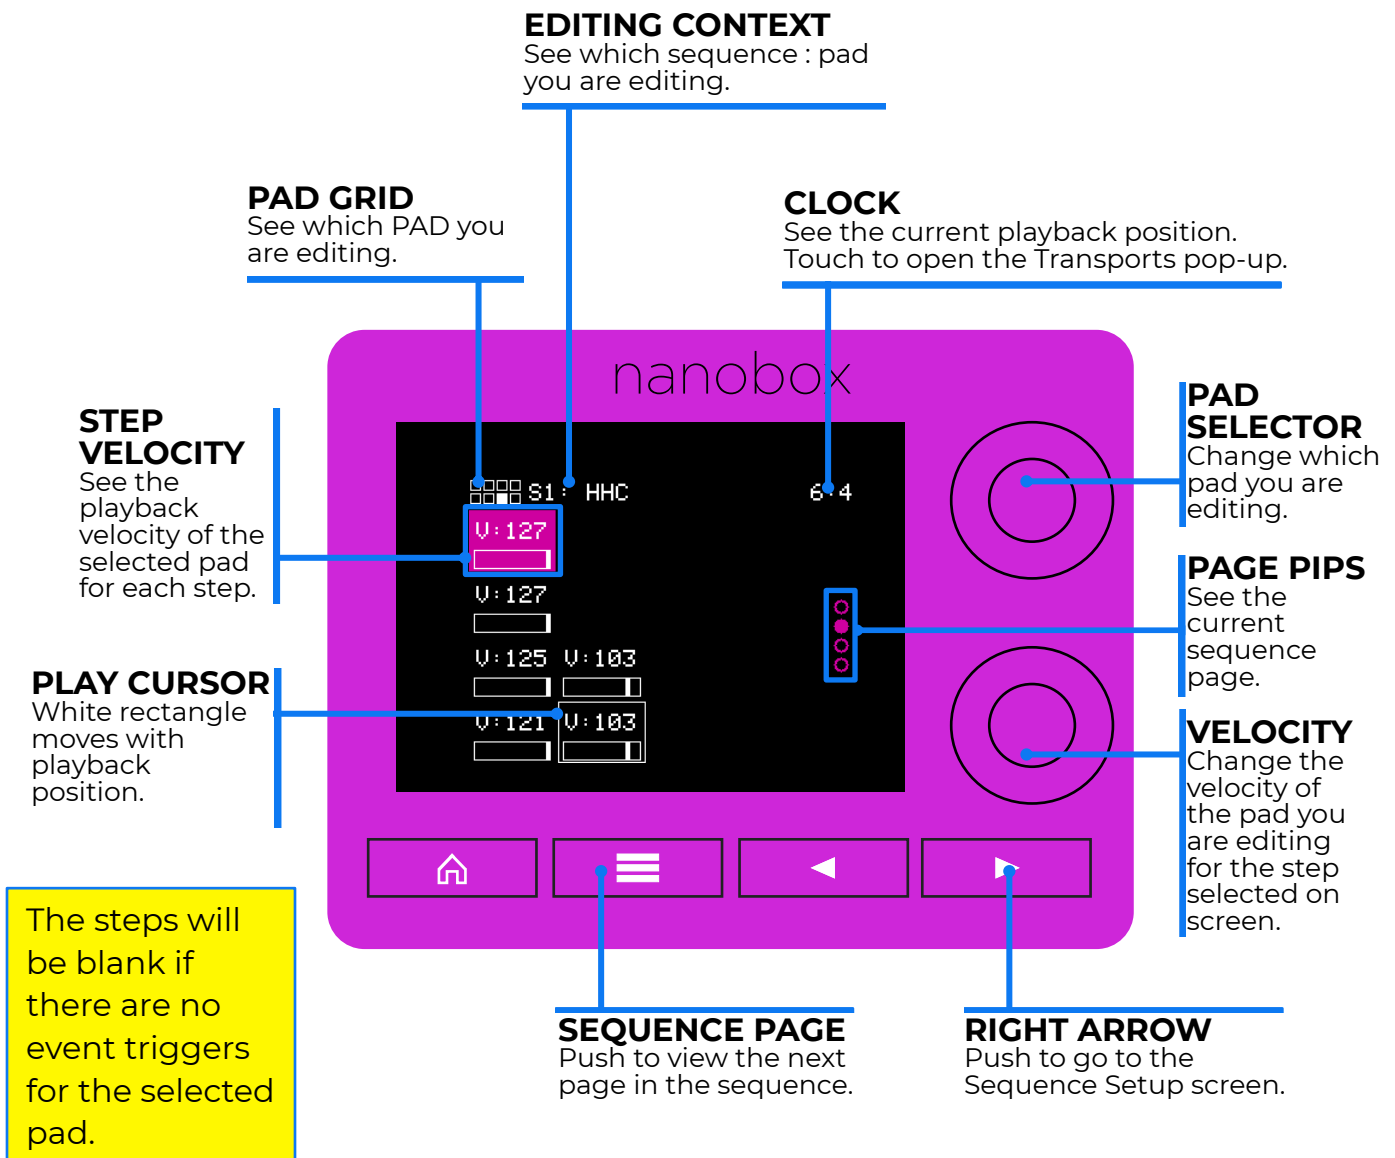 EDITING CONTEXT
See which sequence : pad
you are editing.
PAD GRID
See which PAD you
are editing.
CLOCK
See the current playback position.
Touch to open the Transports pop-up.
nanobox
STEP
VELOCITY
See the
playback
velocity of the
selected pad
for each step.
PLAY CURSOR
White rectangle
moves with
playback
position.
S1: HHC
6:4
V:127
V:127
V:125 V:103
V:121 V:103
PAD
SELECTOR
Change which
pad you are
editing.
PAGE PIPS
See the
current
sequence
page.
VELOCITY
Change the
velocity of
the pad you
are editing
for the step
selected on
screen.
The steps will
be blank if
there are no
event triggers
for the selected
pad.
SEQUENCE PAGE
Push to view the next
page in the sequence.
RIGHT ARROW
Push to go to the
Sequence Setup screen.